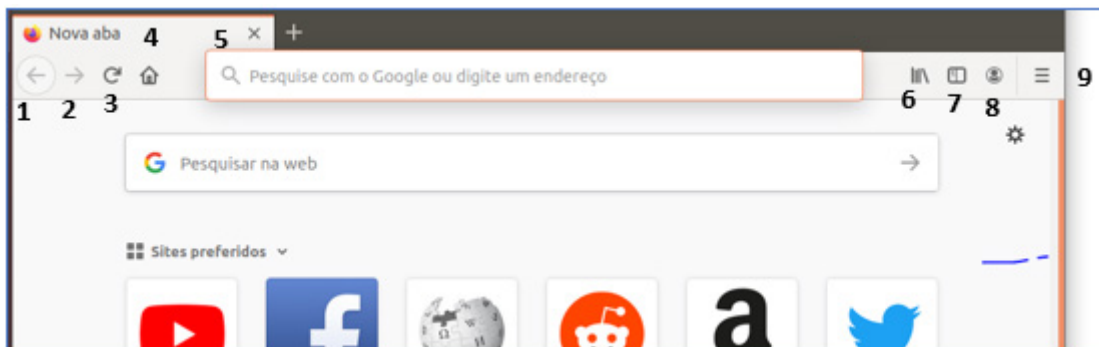 Nova aba 4 5
Pesquise com o Google ou digite um endereço
1 2 3 6 7 8 9
Pesquisar na web
Sites preferidos